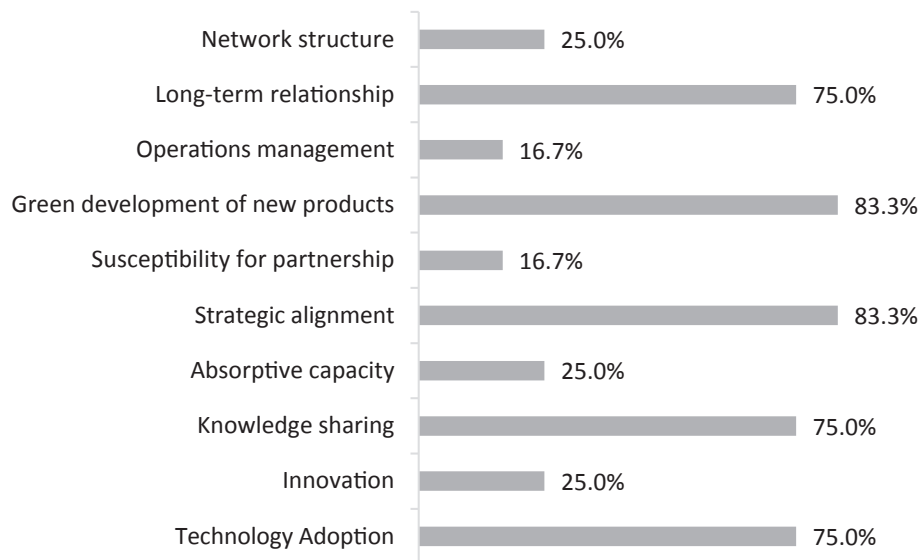 Network structure 25.0%
Long-term relationship 75.0%
Operations management 16.7%
Green development of new products 83.3%
Susceptibility for partnership 16.7%
Strategic alignment 83.3%
Absorptive capacity 25.0%
Knowledge sharing 75.0%
Innovation 25.0%
Technology Adoption 75.0%